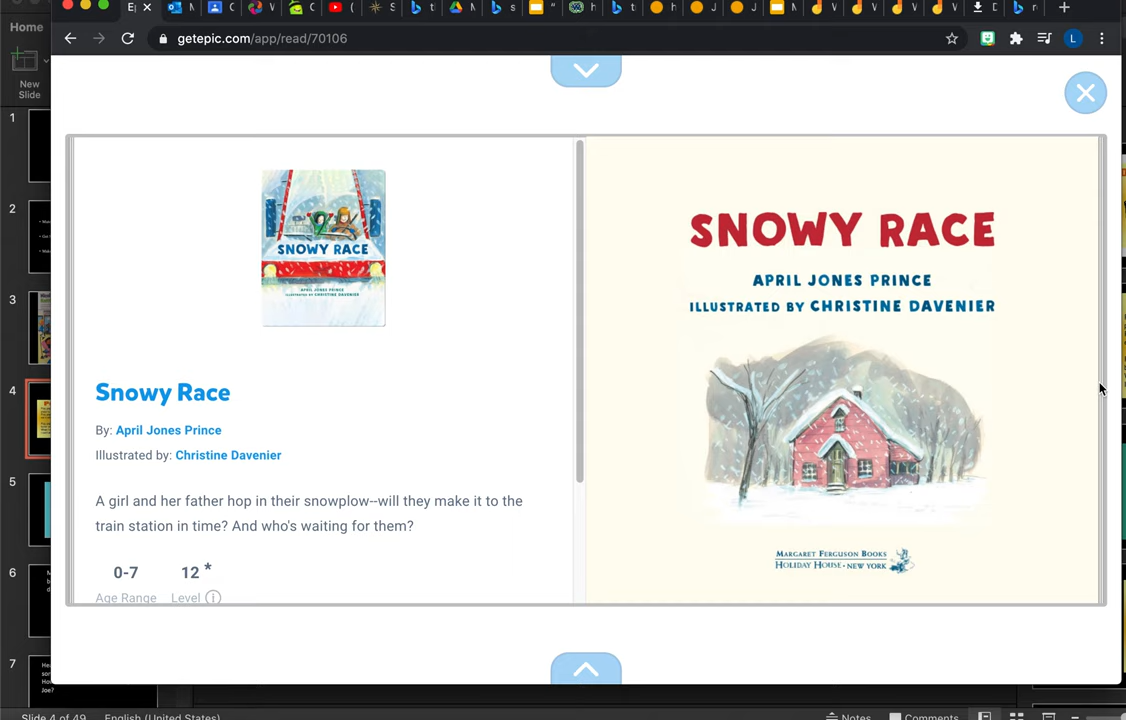 Home
New
Slide
1
2
3
4
5
6
7
getepic.com/app/read/70106
L
SNOWY RACE
APRIL JONES PRINCE
ILLUSTRATED BY CHRISTINE DAVENIER
Snowy Race
By: April Jones Prince
Illustrated by: Christine Davenier
A girl and her father hop in their snowplow--will they make it to the
train station in time? And who's waiting for them?
0-7 12 *
Age Range Level
SNOWY RACE
APRIL JONES PRINCE
ILLUSTRATED BY CHRISTINE DAVENIER
MARGARET FERGUSON BOOKS
HOLIDAY HOUSE • NEW YORK
Slide 4 of 49 English (United States) Notes Comments